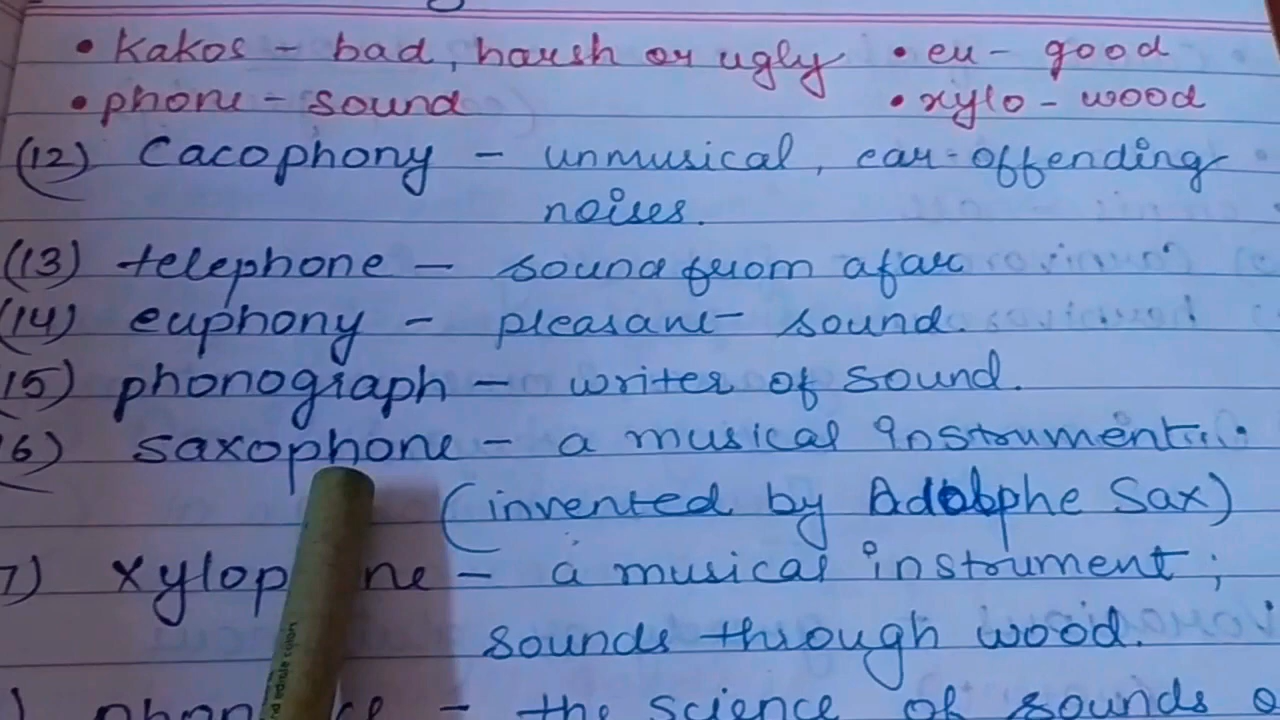 • kakos - bad, harsh or ugly • eu - good
• phone - sound • xylo - wood
(12) Cacophony - unmusical, ear-offending
noises.
(13) telephone - sound from afar
(14) euphony - pleasant sound.
15) phonograph - writer of sound.
6) saxophone - a musical instrument...
(invented by Adolphe Sax)
7) a musical instrument;
sounds through wood.
) - the science of sounds